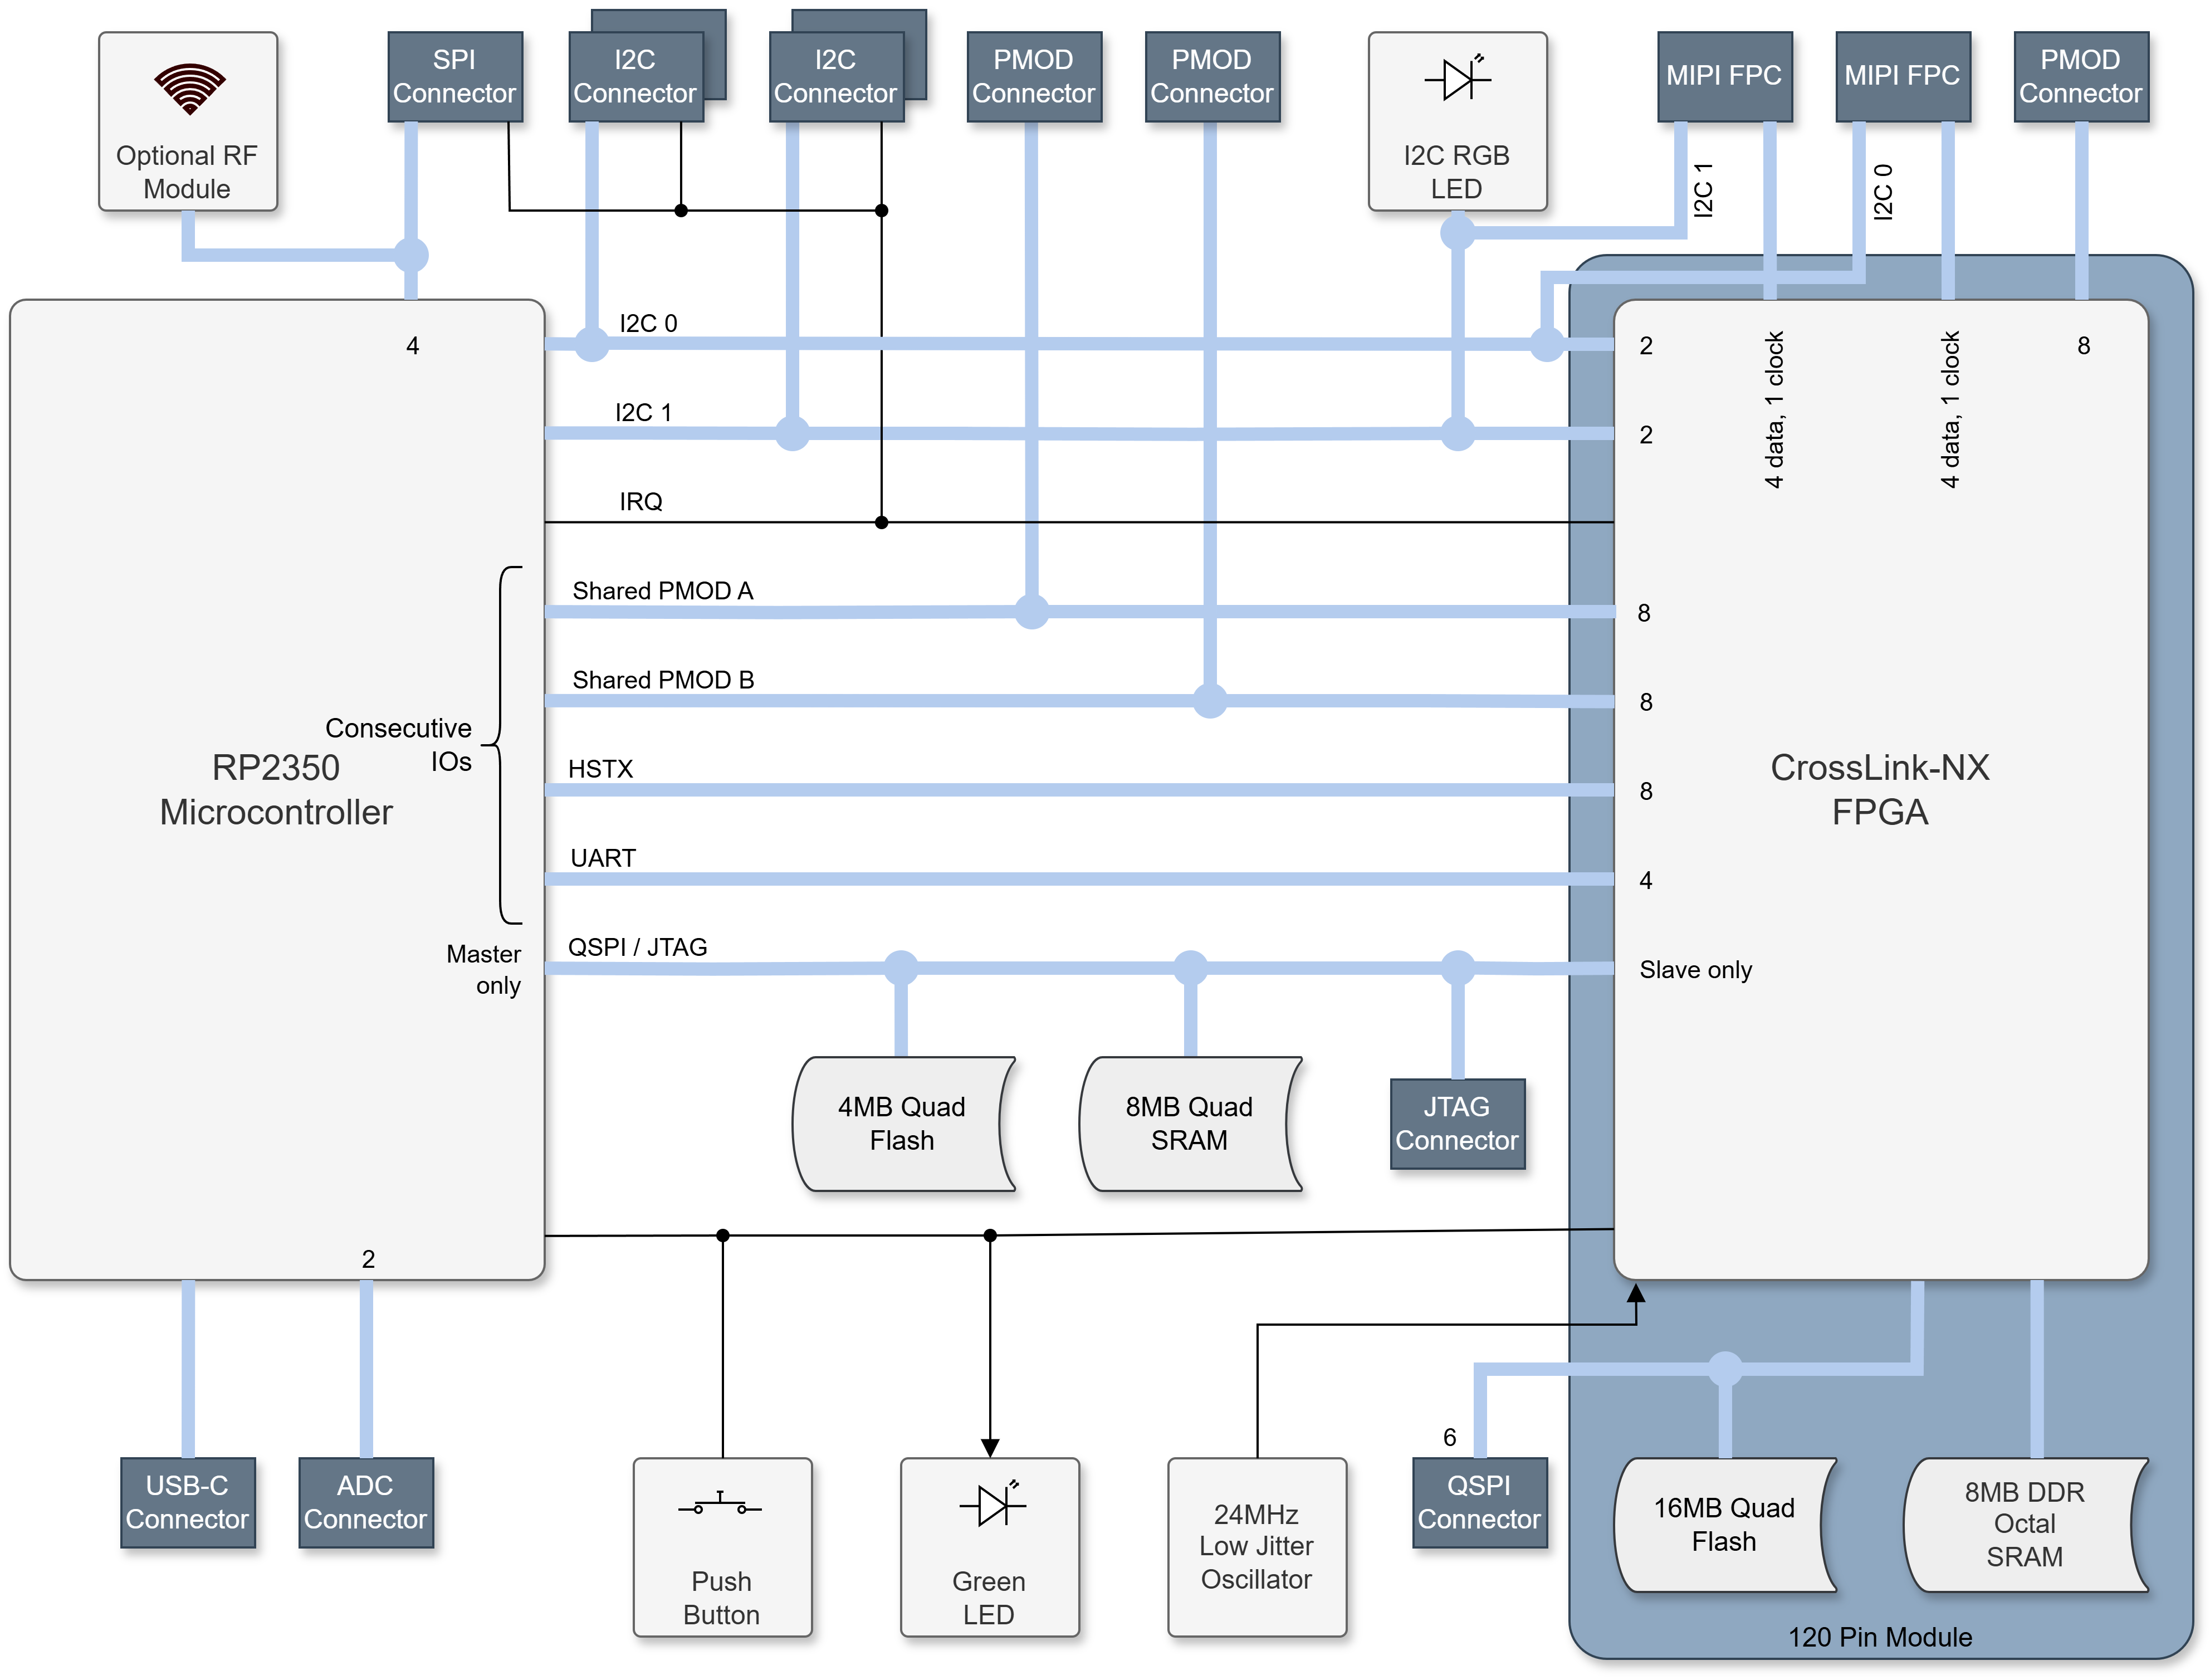 Optional RF
Module
SPI
Connector
I2C
Connector
I2C
Connector
PMOD
Connector
PMOD
Connector
I2C RGB
LED
MIPI FPC
MIPI FPC
PMOD
Connector
I2C 1
I2C 0
4
I2C 0
2
4 data, 1 clock
4 data, 1 clock
8
I2C 1
2
IRQ
Shared PMOD A
8
Shared PMOD B
8
Consecutive
IOs
RP2350
Microcontroller
HSTX
8
CrossLink-NX
FPGA
UART
4
Master
only
QSPI / JTAG
Slave only
4MB Quad
Flash
8MB Quad
SRAM
JTAG
Connector
2
USB-C
Connector
ADC
Connector
Push
Button
Green
LED
24MHz
Low Jitter
Oscillator
6
QSPI
Connector
16MB Quad
Flash
8MB DDR
Octal
SRAM
120 Pin Module